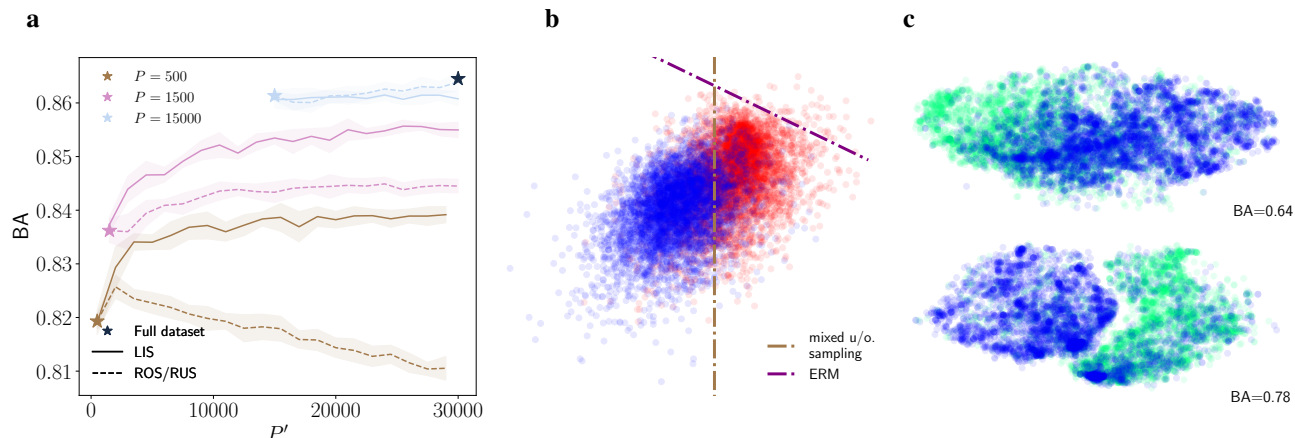 a
P = 500
P = 1500
P = 15000
0.86
0.85
0.84
0.83
0.82
0.81
BA
Full dataset
LIS
ROS/RUS
0
10000
20000
30000
P′
b
mixed u/o.
sampling
ERM
c
BA=0.64
BA=0.78